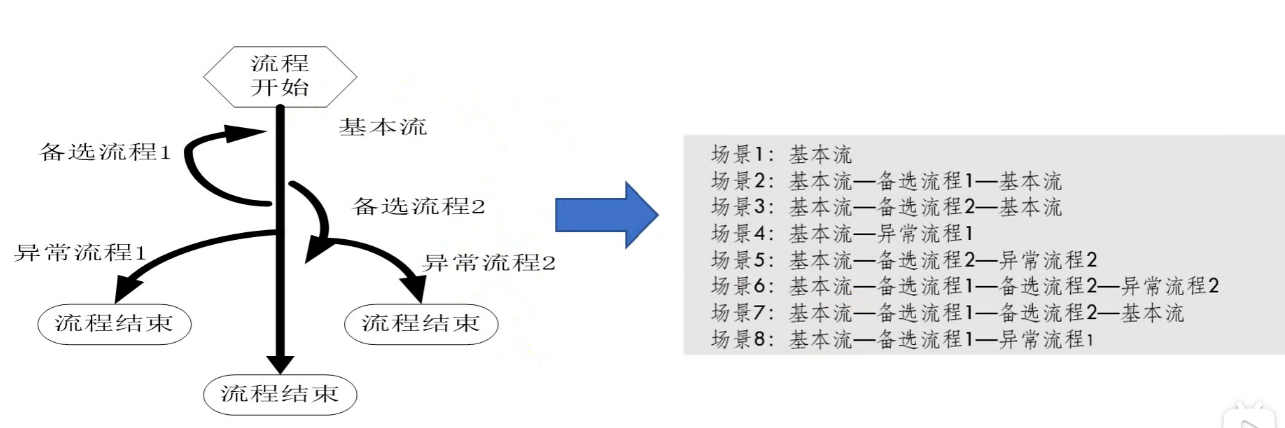 流程
开始
基本流
备选流程1
备选流程2
异常流程1
异常流程2
流程结束
流程结束
流程结束
场景1：基本流
场景2：基本流—备选流程1—基本流
场景3：基本流—备选流程2—基本流
场景4：基本流—异常流程1
场景5：基本流—备选流程2—异常流程2
场景6：基本流—备选流程1—备选流程2—异常流程2
场景7：基本流—备选流程1—备选流程2—基本流
场景8：基本流—备选流程1—异常流程1